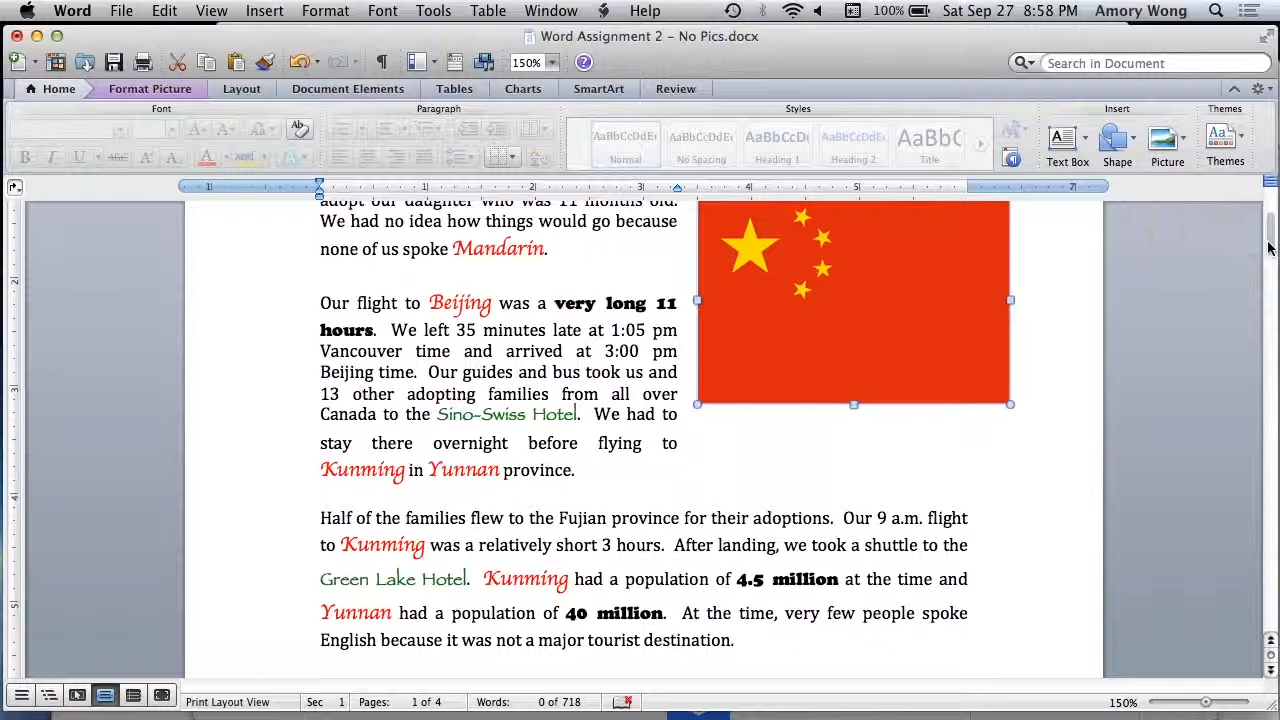 Word File Edit View Insert Format Font Tools Table Window Help 100% Sat Sep 27 8:58 PM Amory Wong
Word Assignment 2 – No Pics.docx
150% Search in Document
Home Format Picture Layout Document Elements Tables Charts SmartArt Review
Font Paragraph Styles Insert Themes
AaBbCcDdEe AaBbCcDdEe AaBbCcD AaBbCcDdEe AaBbC
Normal No Spacing Heading 1 Heading 2 Title
Text Box Shape Picture Themes
adopt our daughter who was 11 months old.
We had no idea how things would go because
none of us spoke Mandarin.
Our flight to Beijing was a very long 11
hours. We left 35 minutes late at 1:05 pm
Vancouver time and arrived at 3:00 pm
Beijing time. Our guides and bus took us and
13 other adopting families from all over
Canada to the Sino-Swiss Hotel. We had to
stay there overnight before flying to
Kunming in Yunnan province.
Half of the families flew to the Fujian province for their adoptions. Our 9 a.m. flight
to Kunming was a relatively short 3 hours. After landing, we took a shuttle to the
Green Lake Hotel. Kunming had a population of 4.5 million at the time and
Yunnan had a population of 40 million. At the time, very few people spoke
English because it was not a major tourist destination.
Print Layout View Sec 1 Pages: 1 of 4 Words: 0 of 718 150%